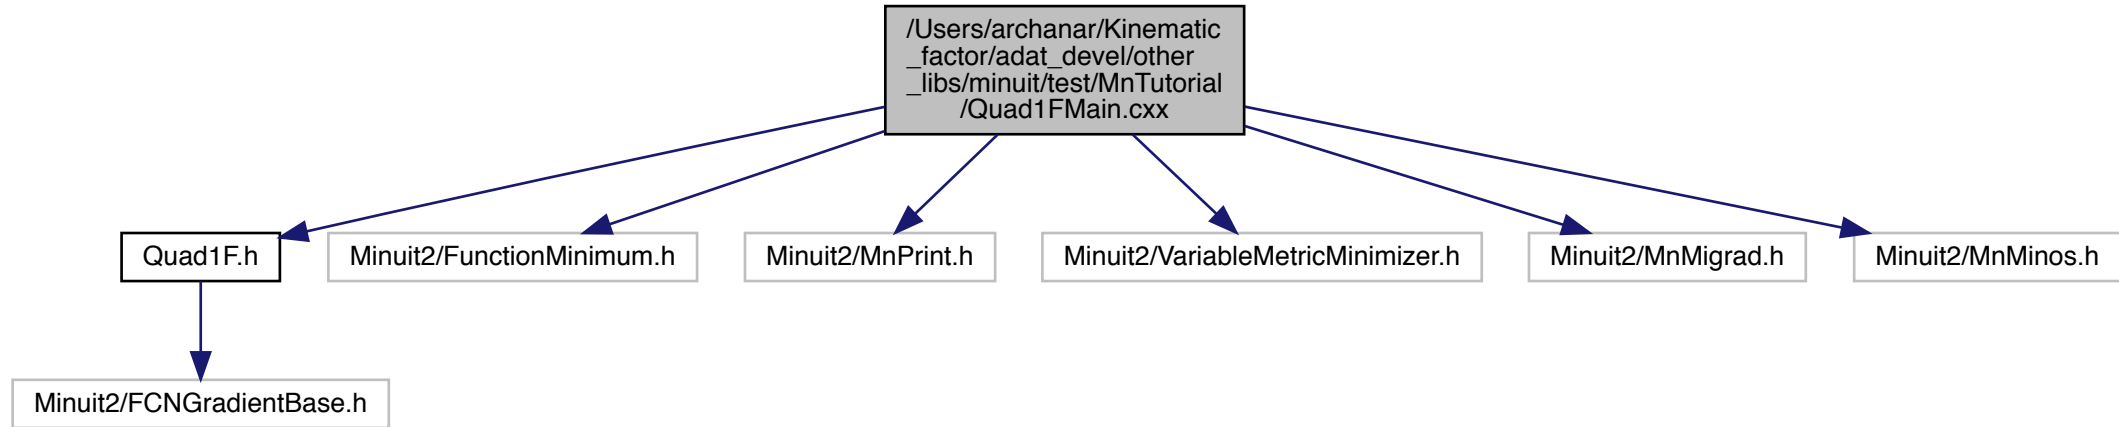 /Users/archanar/Kinematic
_factor/adat_devel/other
_libs/minuit/test/MnTutorial
/Quad1FMain.cxx
Quad1F.h
Minuit2/FunctionMinimum.h
Minuit2/MnPrint.h
Minuit2/VariableMetricMinimizer.h
Minuit2/MnMigrad.h
Minuit2/MnMinos.h
Minuit2/FCNGradientBase.h